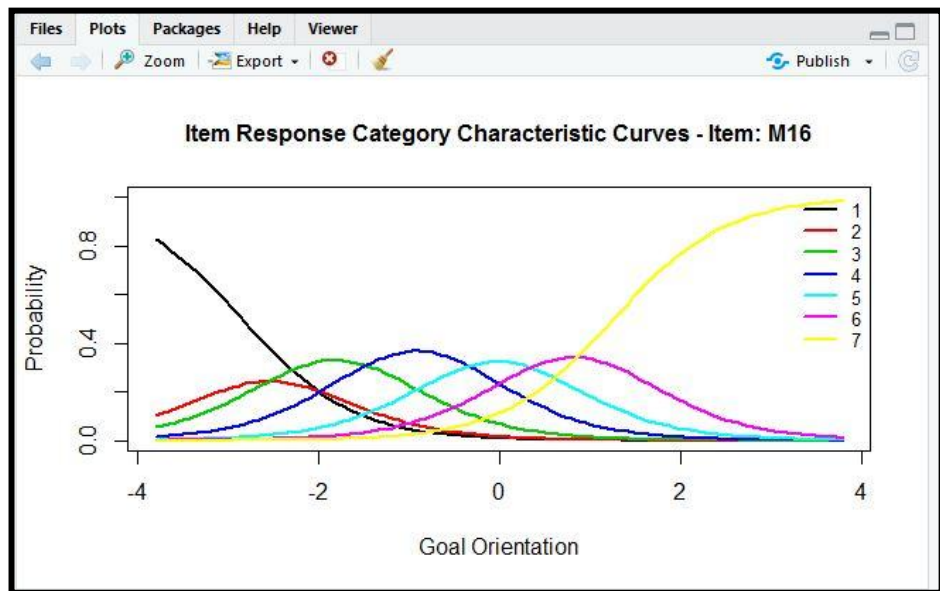 Files Plots Packages Help Viewer
Zoom Export Publish
Item Response Category Characteristic Curves - Item: M16
Probability
0.8
0.4
0.0
1
2
3
4
5
6
7
-4 -2 0 2 4
Goal Orientation